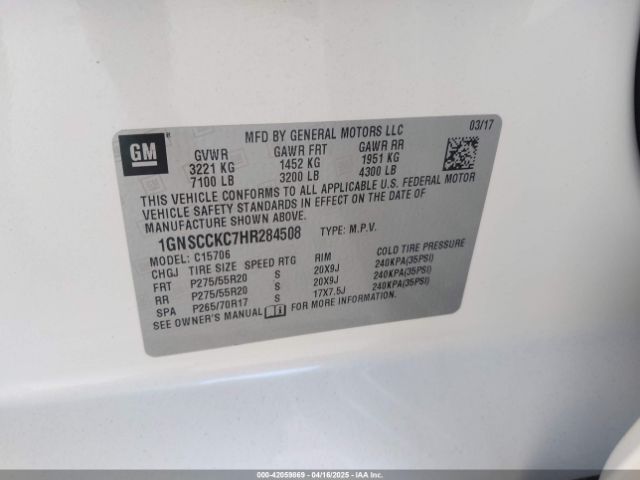 GM
MFD BY GENERAL MOTORS LLC
03/17
GVWR GAWR FRT GAWR RR
3221 KG 1452 KG 1951 KG
7100 LB 3200 LB 4300 LB
THIS VEHICLE CONFORMS TO ALL APPLICABLE U.S. FEDERAL MOTOR
VEHICLE SAFETY STANDARDS IN EFFECT ON THE DATE OF
MANUFACTURE SHOWN ABOVE.
1GNSCCKC7HR284508 TYPE: M.P.V.
MODEL: C15706
CHGJ TIRE SIZE SPEED RTG RIM COLD TIRE PRESSURE
FRT P275/55R20 S 20X9J 240KPA(35PSI)
RR P275/55R20 S 20X9J 240KPA(35PSI)
SPA P265/70R17 S 17X7.5J 240KPA(35PSI)
SEE OWNER'S MANUAL FOR MORE INFORMATION.
000-42059869 04/16/2025 IAAI.COM